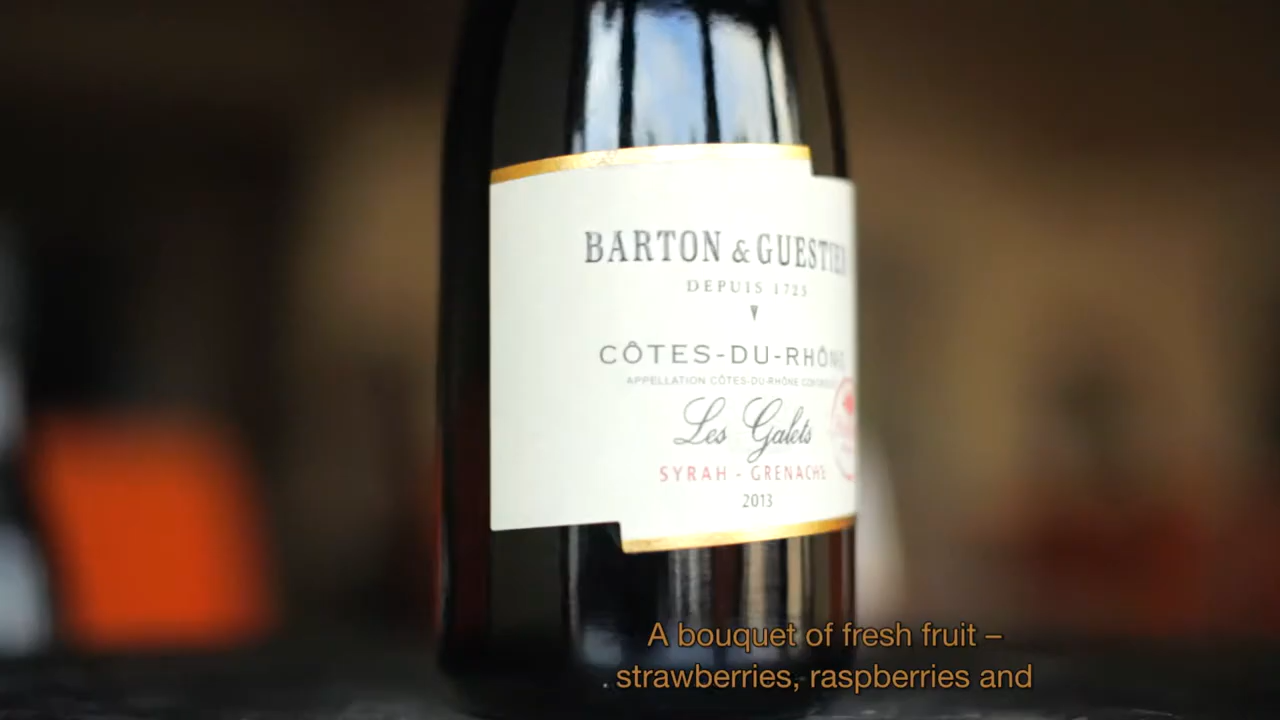 BARTON & GUESTIER
DEPUIS 1725
CÔTES-DU-RHÔNE
APPELLATION CÔTES-DU-RHÔNE
Les Galets
SYRAH - GRENACHE
2013
A bouquet of fresh fruit –
strawberries, raspberries and